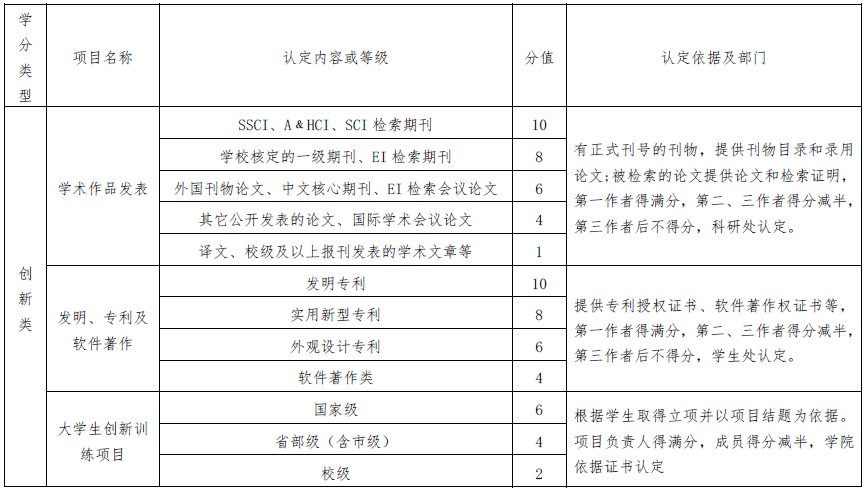 学分类型 项目名称 认定内容或等级 分值 认定依据及部门
创新类
学术作品发表
SSCI、A&HCI、SCI 检索期刊 10
学校核定的一级期刊、EI 检索期刊 8
外国刊物论文、中文核心期刊、EI 检索会议论文 6
其它公开发表的论文、国际学术会议论文 4
译文、校级及以上报刊发表的学术文章等 1
有正式刊号的刊物，提供刊物目录和录用
论文;被检索的论文提供论文和检索证明，
第一作者得满分，第二、三作者得分减半，
第三作者后不得分，科研处认定。
发明、专利及
软件著作
发明专利 10
实用新型专利 8
外观设计专利 6
软件著作类 4
提供专利授权证书、软件著作权证书等，
第一作者得满分，第二、三作者得分减半，
第三作者后不得分，学生处认定。
大学生创新训
练项目
国家级 6
省部级（含市级） 4
校级 2
根据学生取得立项并以项目结题为依据。
项目负责人得满分，成员得分减半，学院
依据证书认定